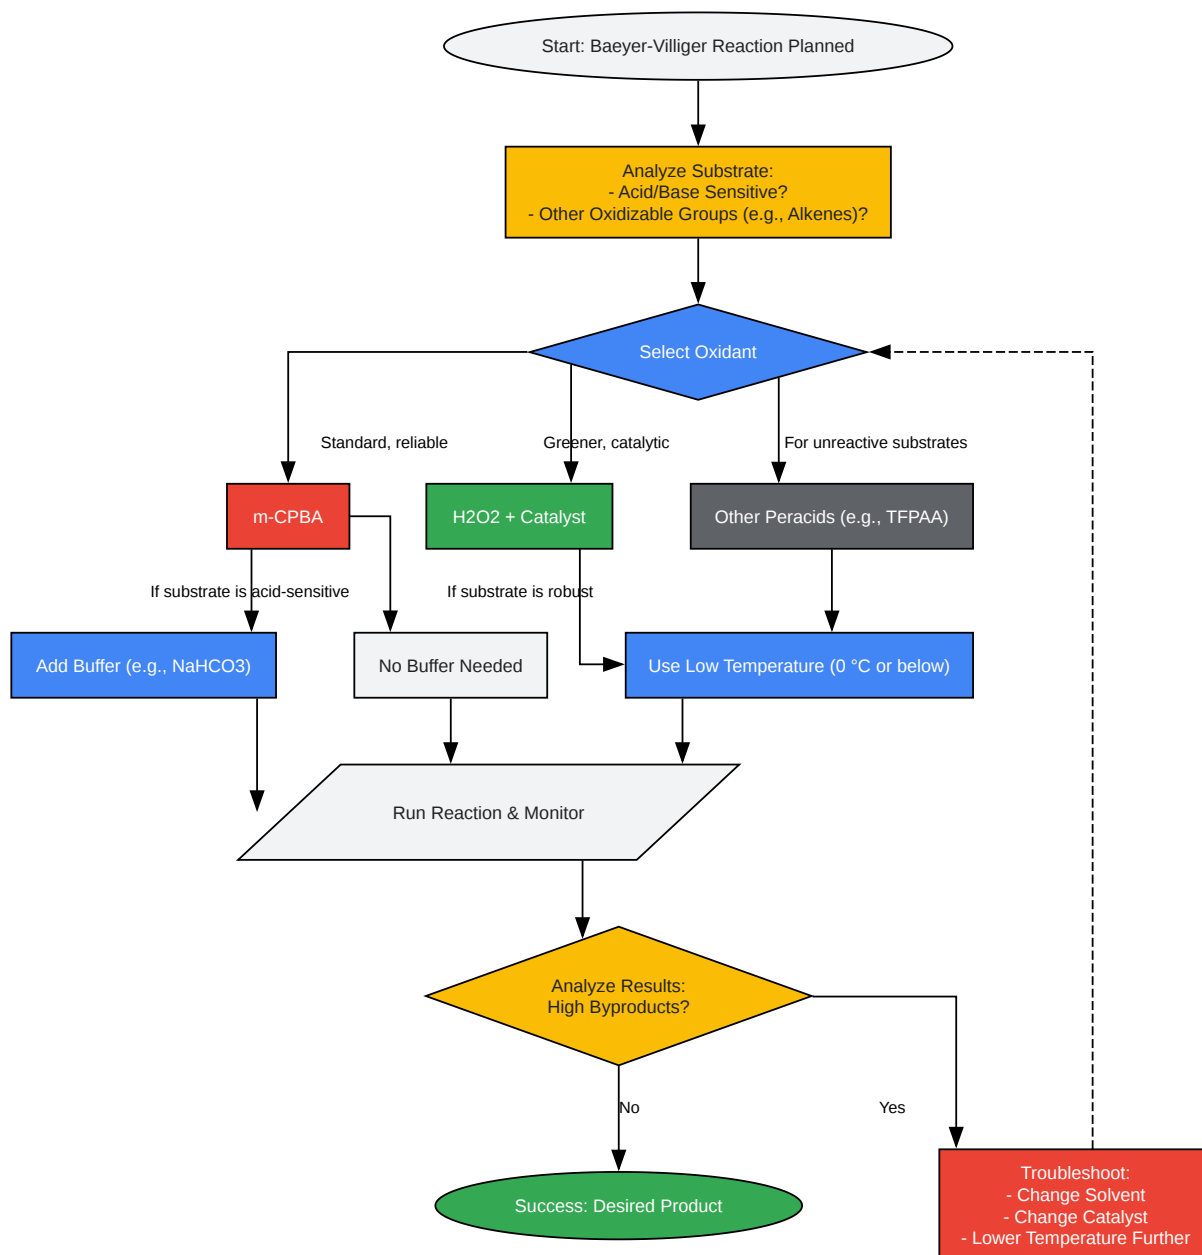 Start: Baeyer-Villiger Reaction Planned
Analyze Substrate:
- Acid/Base Sensitive?
- Other Oxidizable Groups (e.g., Alkenes)?
Select Oxidant
Standard, reliable
Greener, catalytic
For unreactive substrates
m-CPBA
H2O2 + Catalyst
Other Peracids (e.g., TFPAA)
If substrate is acid-sensitive
If substrate is robust
Add Buffer (e.g., NaHCO3)
No Buffer Needed
Use Low Temperature (0 °C or below)
Run Reaction & Monitor
Analyze Results:
High Byproducts?
No
Yes
Success: Desired Product
Troubleshoot:
- Change Solvent
- Change Catalyst
- Lower Temperature Further